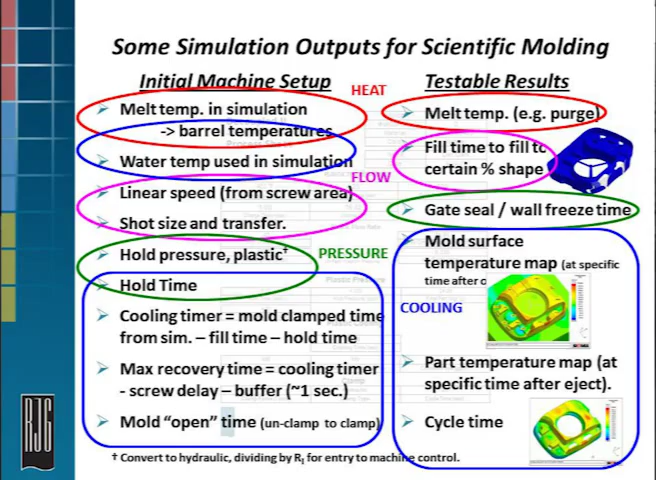 Some Simulation Outputs for Scientific Molding
Initial Machine Setup
HEAT
Testable Results
➢ Melt temp. in simulation
-> barrel temperatures
➢ Water temp used in simulation
FLOW
➢ Linear speed (from screw area)
➢ Shot size and transfer.
➢ Hold pressure, plastic†
PRESSURE
➢ Hold Time
➢ Cooling timer = mold clamped time
from sim. – fill time – hold time
➢ Max recovery time = cooling timer
- screw delay – buffer (~1 sec.)
➢ Mold “open” time (un-clamp to clamp)
➢ Melt temp. (e.g. purge)
➢ Fill time to fill to
certain % shape
➢ Gate seal / wall freeze time
➢ Mold surface
temperature map (at specific
time after
COOLING
➢ Part temperature map (at
specific time after eject).
➢ Cycle time
† Convert to hydraulic, dividing by RI for entry to machine control.
RJG